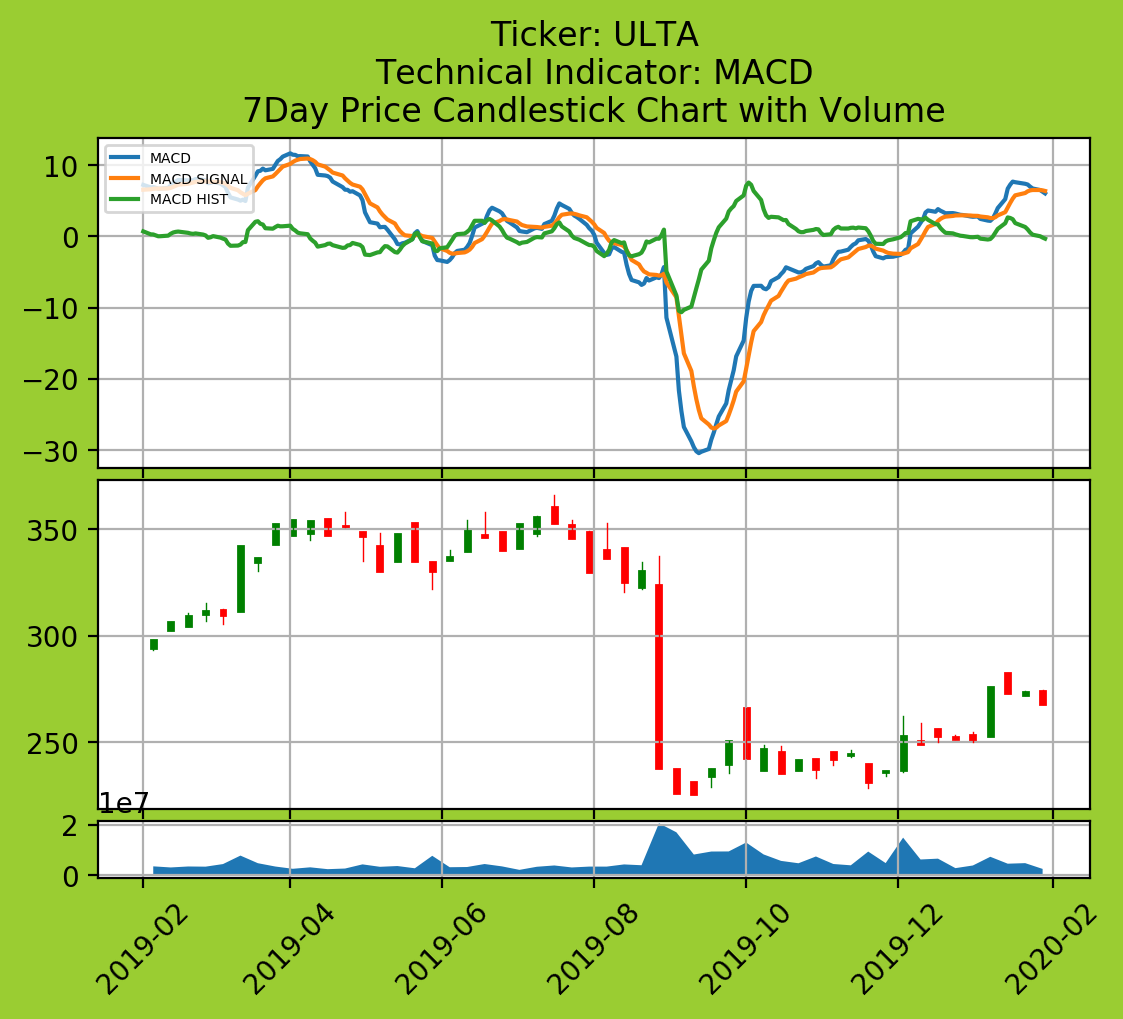 Ticker: ULTA
Technical Indicator: MACD
7Day Price Candlestick Chart with Volume
MACD
MACD SIGNAL
MACD HIST
10
0
−10
−20
−30
350
300
250
1e7
2
0
2019-02
2019-04
2019-06
2019-08
2019-10
2019-12
2020-02